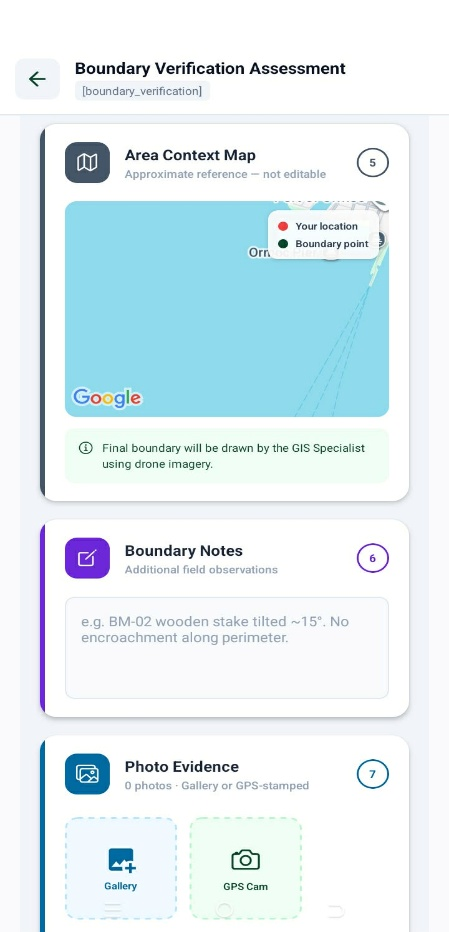 Boundary Verification Assessment
[boundary_verification]
Area Context Map
5
Approximate reference — not editable
Your location
Boundary point
Google
Final boundary will be drawn by the GIS Specialist
using drone imagery.
Boundary Notes
6
Additional field observations
e.g. BM-02 wooden stake tilted ~15°. No
encroachment along perimeter.
Photo Evidence
7
0 photos · Gallery or GPS-stamped
Gallery
GPS Cam